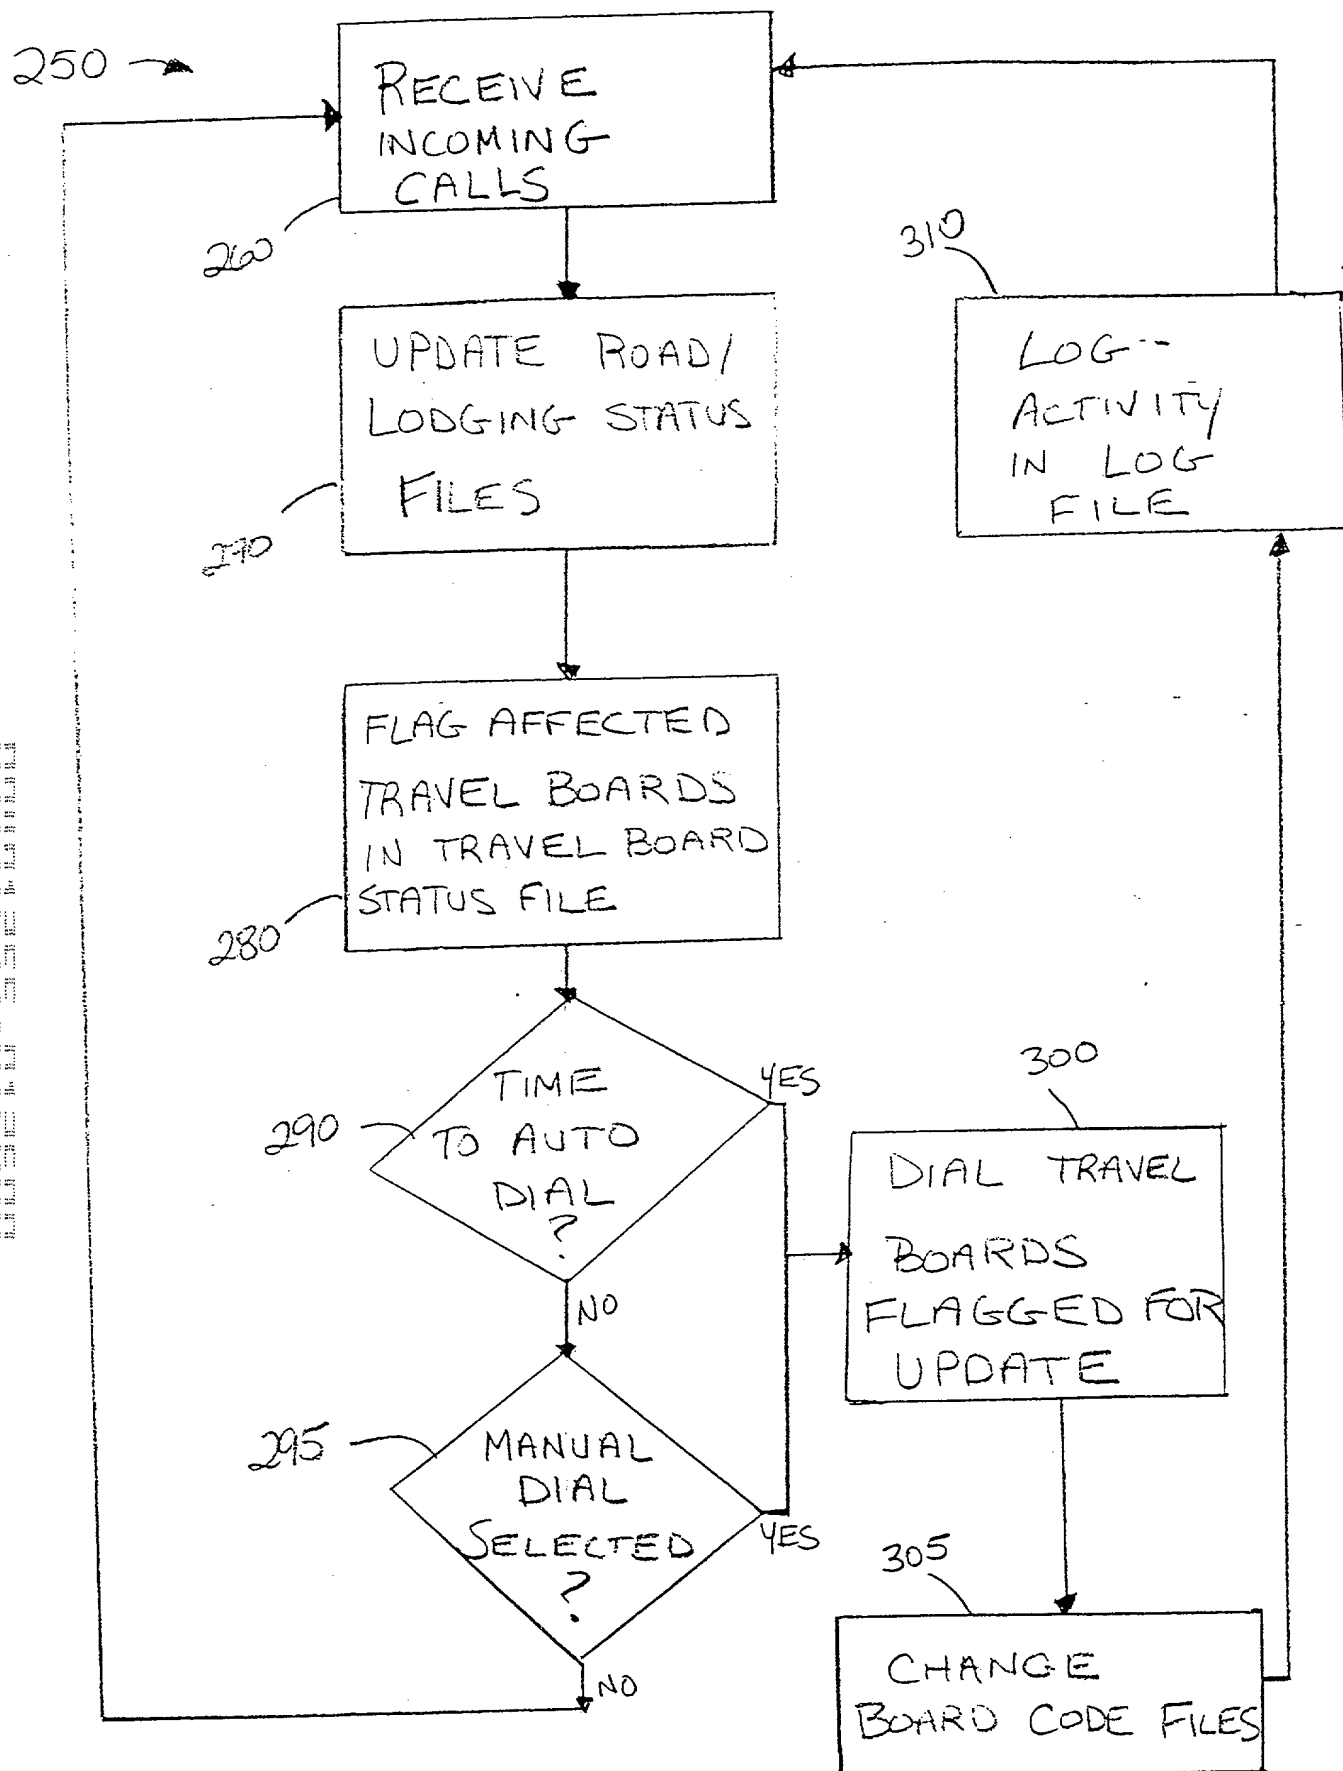 250
RECEIVE
INCOMING
CALLS
260
310
UPDATE ROAD/
LODGING STATUS
FILES
270
LOG
ACTIVITY
IN LOG
FILE
FLAG AFFECTED
TRAVEL BOARDS
IN TRAVEL BOARD
STATUS FILE
280
TIME
TO AUTO
DIAL
?
YES
290
NO
300
DIAL TRAVEL
BOARDS
FLAGGED FOR
UPDATE
295
MANUAL
DIAL
SELECTED
?
YES
NO
305
CHANGE
BOARD CODE FILES